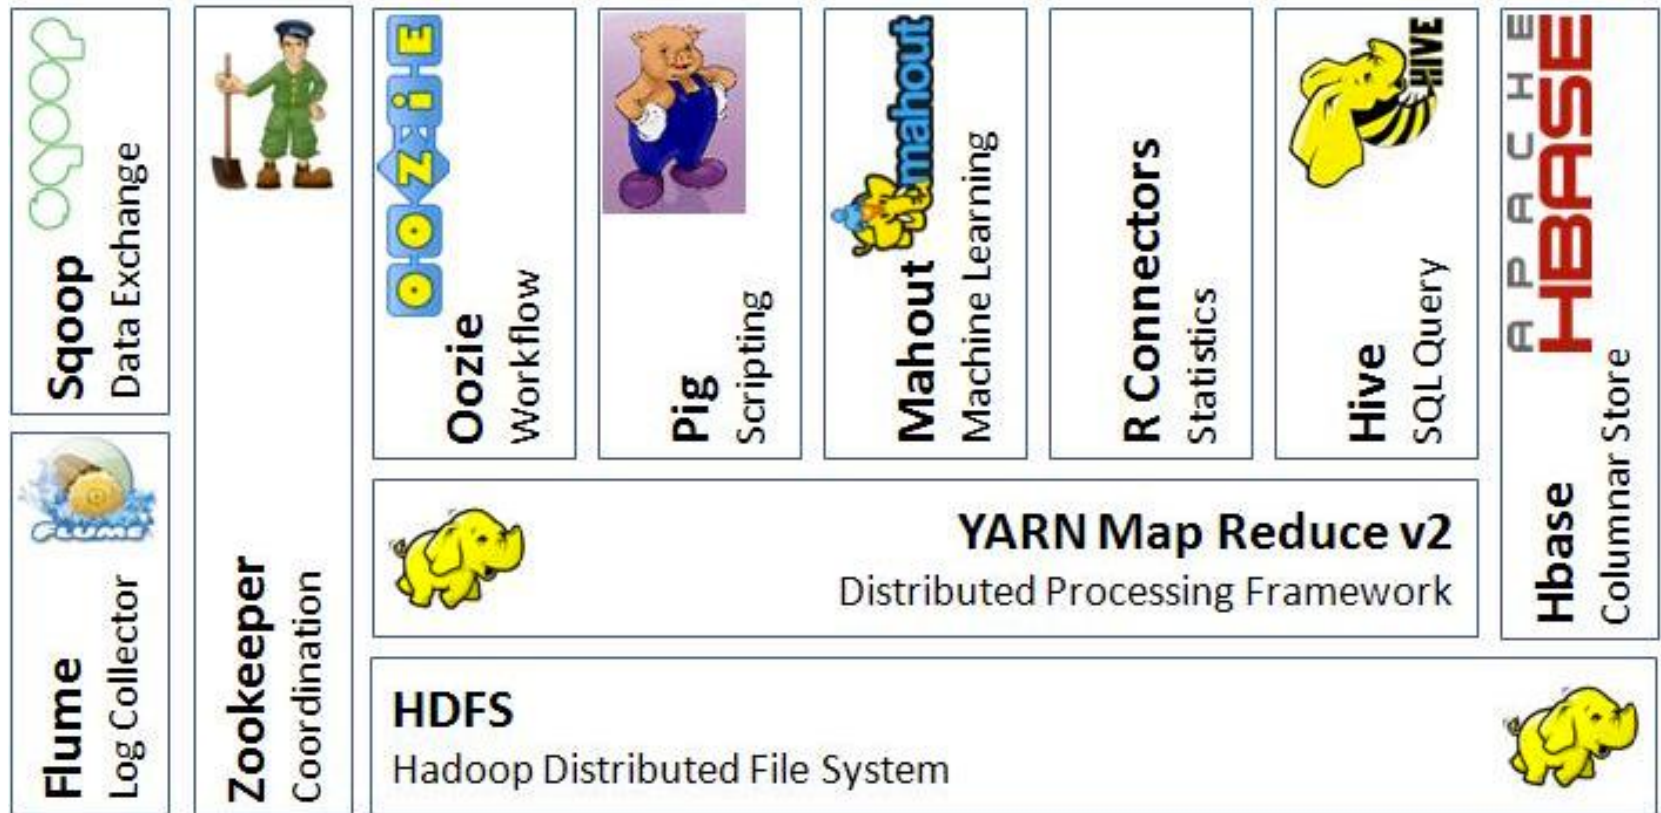 sqoop
Sqoop
Data Exchange
FLUME
Flume
Log Collector
Zookeeper
Coordination
OOZiE
Oozie
Workflow
Pig
Scripting
mahout
Mahout
Machine Learning
R Connectors
Statistics
HIVE
Hive
SQL Query
APACHE
HBASE
Hbase
Columnar Store
YARN Map Reduce v2
Distributed Processing Framework
HDFS
Hadoop Distributed File System